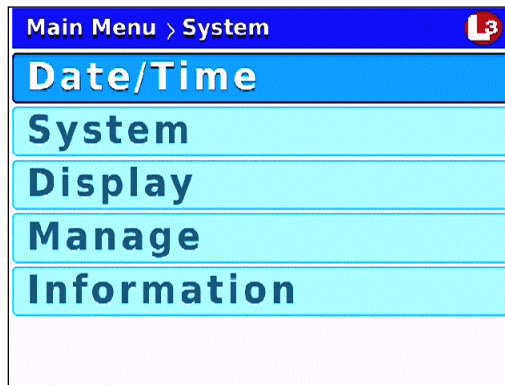 Main Menu > System L3
Date/Time
System
Display
Manage
Information